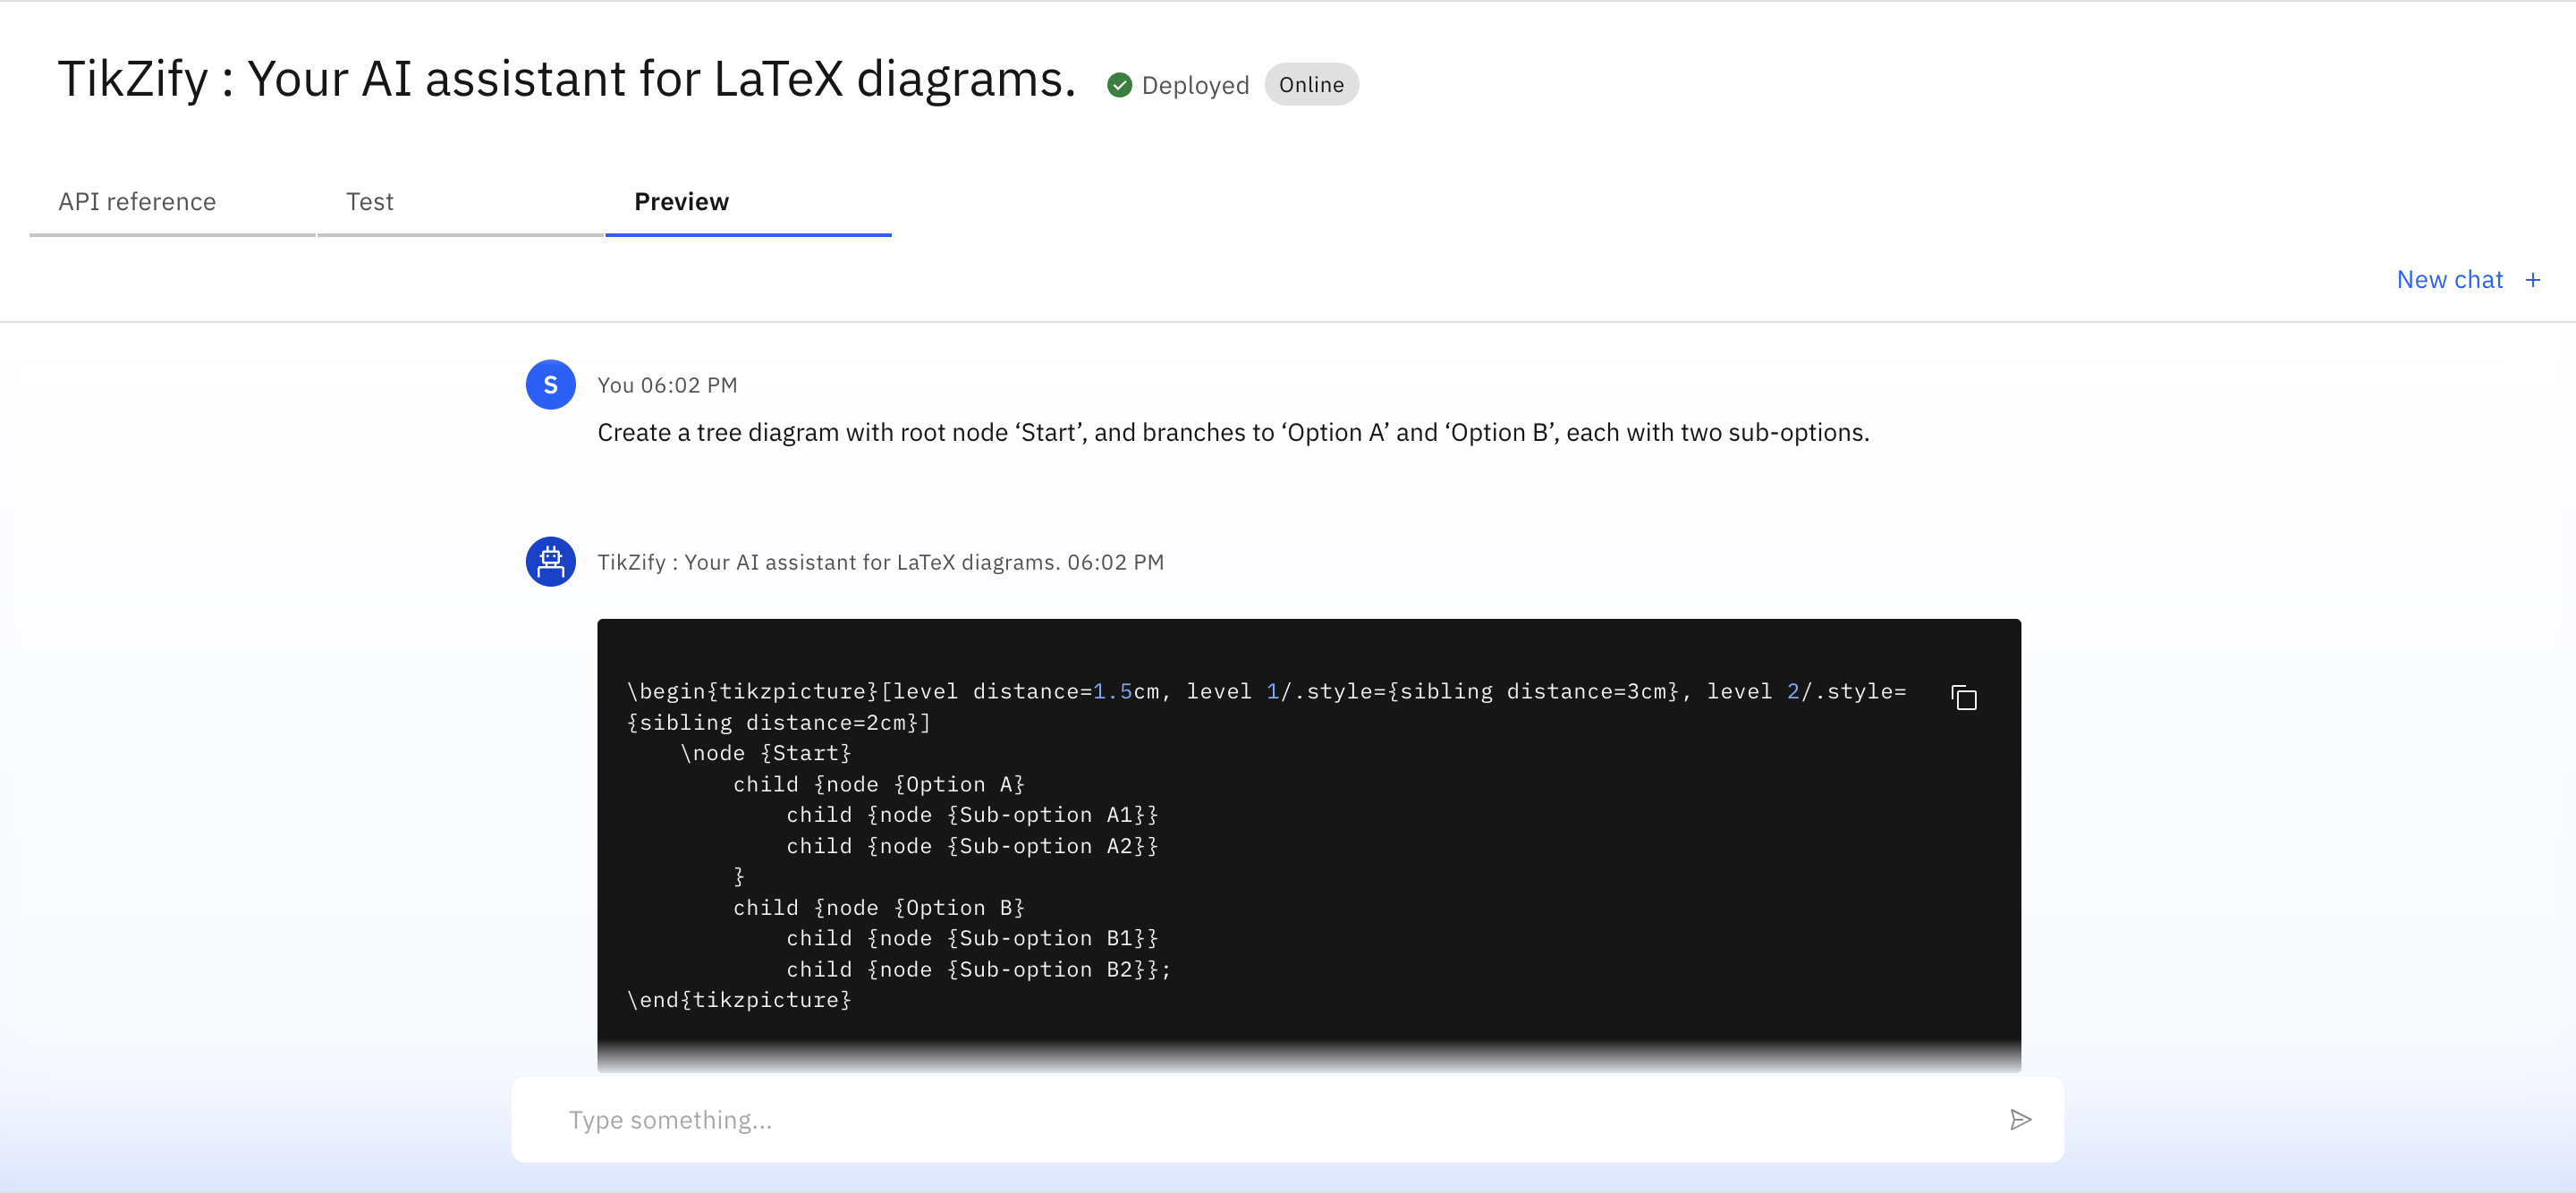 TikZify : Your AI assistant for LaTeX diagrams. Deployed Online
API reference Test Preview
New chat +
S You 06:02 PM
Create a tree diagram with root node ‘Start’, and branches to ‘Option A’ and ‘Option B’, each with two sub-options.
TikZify : Your AI assistant for LaTeX diagrams. 06:02 PM
\begin{tikzpicture}[level distance=1.5cm, level 1/.style={sibling distance=3cm}, level 2/.style=
{sibling distance=2cm}]
    \node {Start}
        child {node {Option A}
            child {node {Sub-option A1}}
            child {node {Sub-option A2}}
        }
        child {node {Option B}
            child {node {Sub-option B1}}
            child {node {Sub-option B2}};
\end{tikzpicture}
Type something...